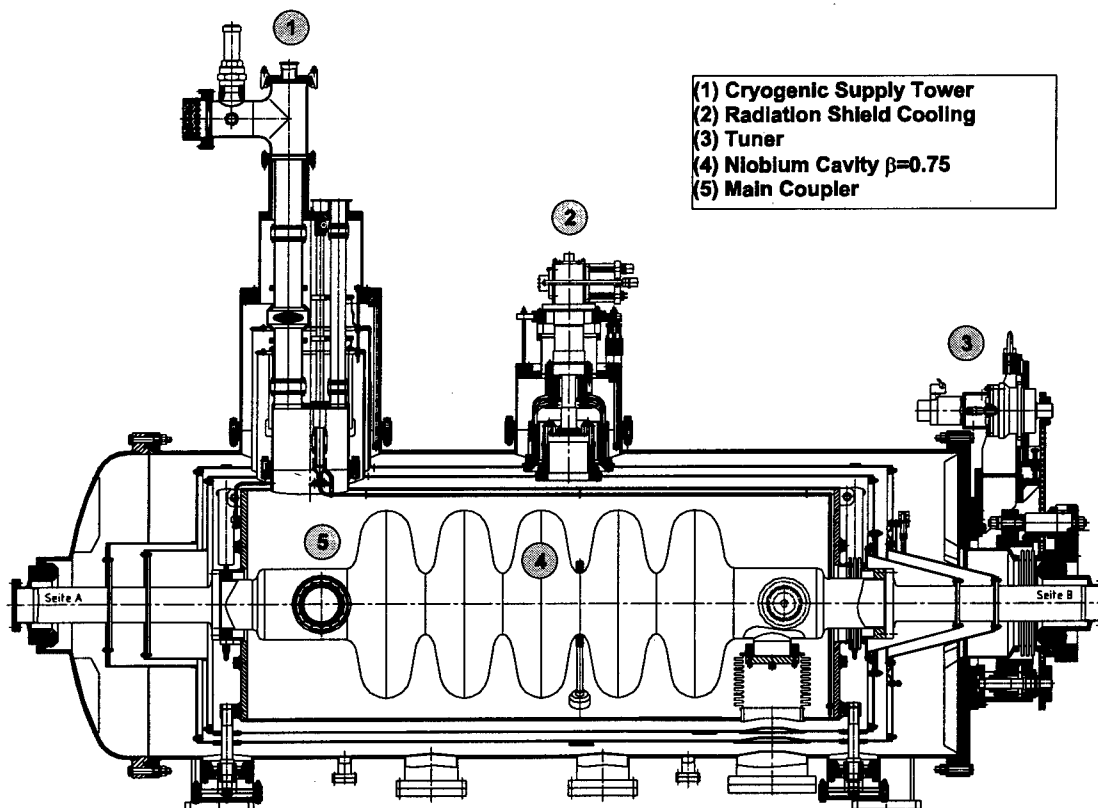 1
(1) Cryogenic Supply Tower
(2) Radiation Shield Cooling
(3) Tuner
(4) Niobium Cavity β=0.75
(5) Main Coupler
2
3
5
4
Seite A
Seite B